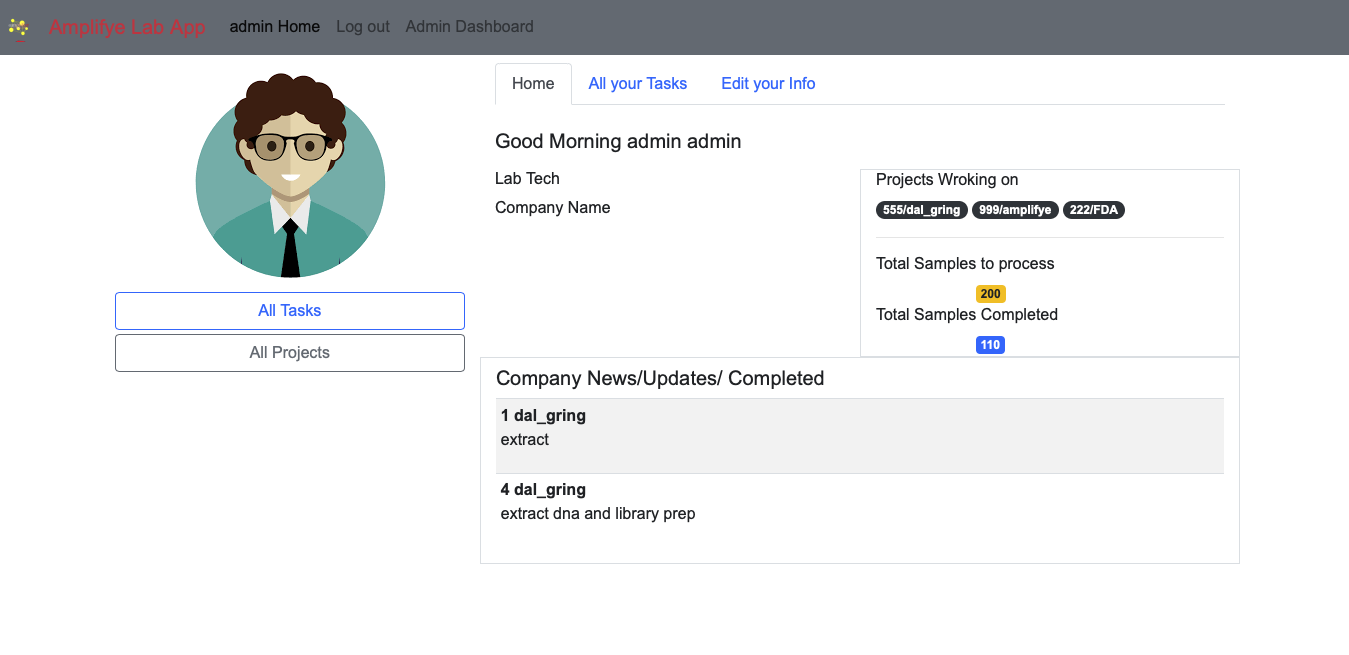 Amplifye Lab App admin Home Log out Admin Dashboard
Home All your Tasks Edit your Info
Good Morning admin admin
Lab Tech
Company Name
Projects Wroking on
555/dal_gring 999/amplifye 222/FDA
Total Samples to process
200
Total Samples Completed
110
All Tasks
All Projects
Company News/Updates/ Completed
1 dal_gring
extract
4 dal_gring
extract dna and library prep